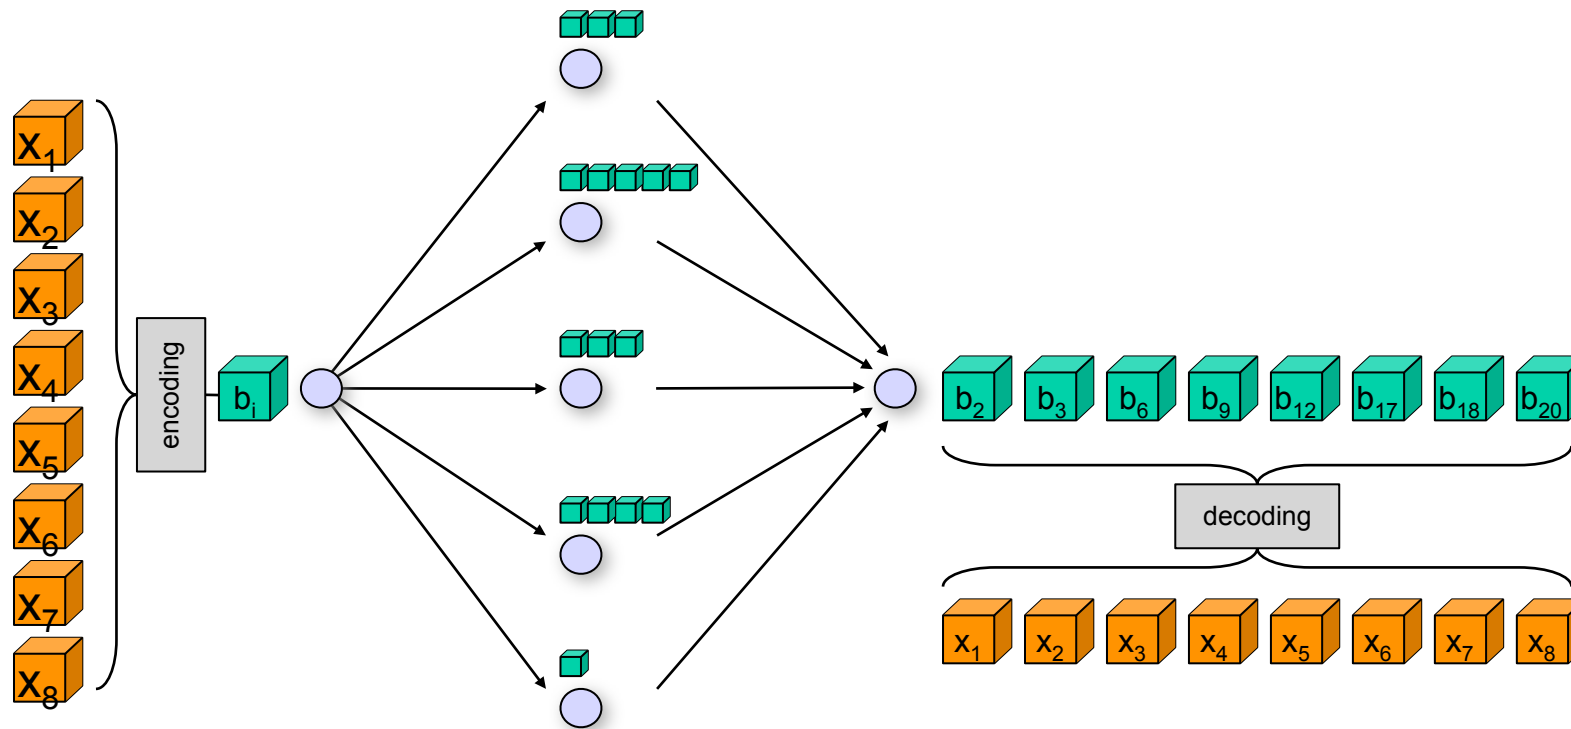 x1
x2
x3
x4
x5
x6
x7
x8
encoding
bi
b2 b3 b6 b9 b12 b17 b18 b20
decoding
x1 x2 x3 x4 x5 x6 x7 x8